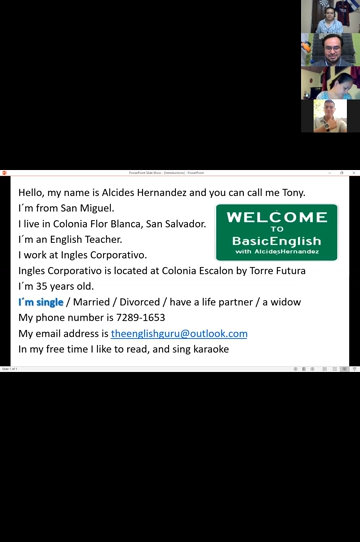 Hello, my name is Alcides Hernandez and you can call me Tony.
I´m from San Miguel.
I live in Colonia Flor Blanca, San Salvador.
I´m an English Teacher.
I work at Ingles Corporativo.
Ingles Corporativo is located at Colonia Escalon by Torre Futura
I´m 35 years old.
I´m single / Married / Divorced / have a life partner / a widow
My phone number is 7289-1653
My email address is theenglishguru@outlook.com
In my free time I like to read, and sing karaoke
WELCOME
TO
BasicEnglish
with AlcidesHernandez